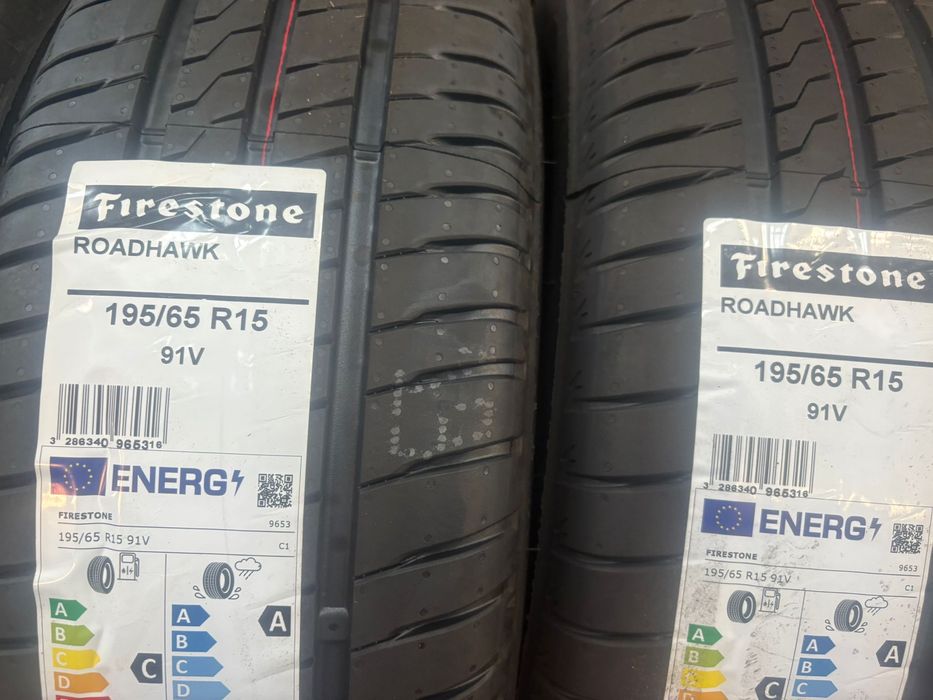 Firestone
ROADHAWK
195/65 R15
91V
3 286340 965316
ENERG
FIRESTONE
9653
195/65 R15 91V
C1
A
B
C
D
C
A
B
C
D
A
Firestone
ROADHAWK
195/65 R15
91V
3 286340 965316
ENERG
FIRESTONE
9653
195/65 R15 91V
C1
A
B
C
C
A
B
C
A